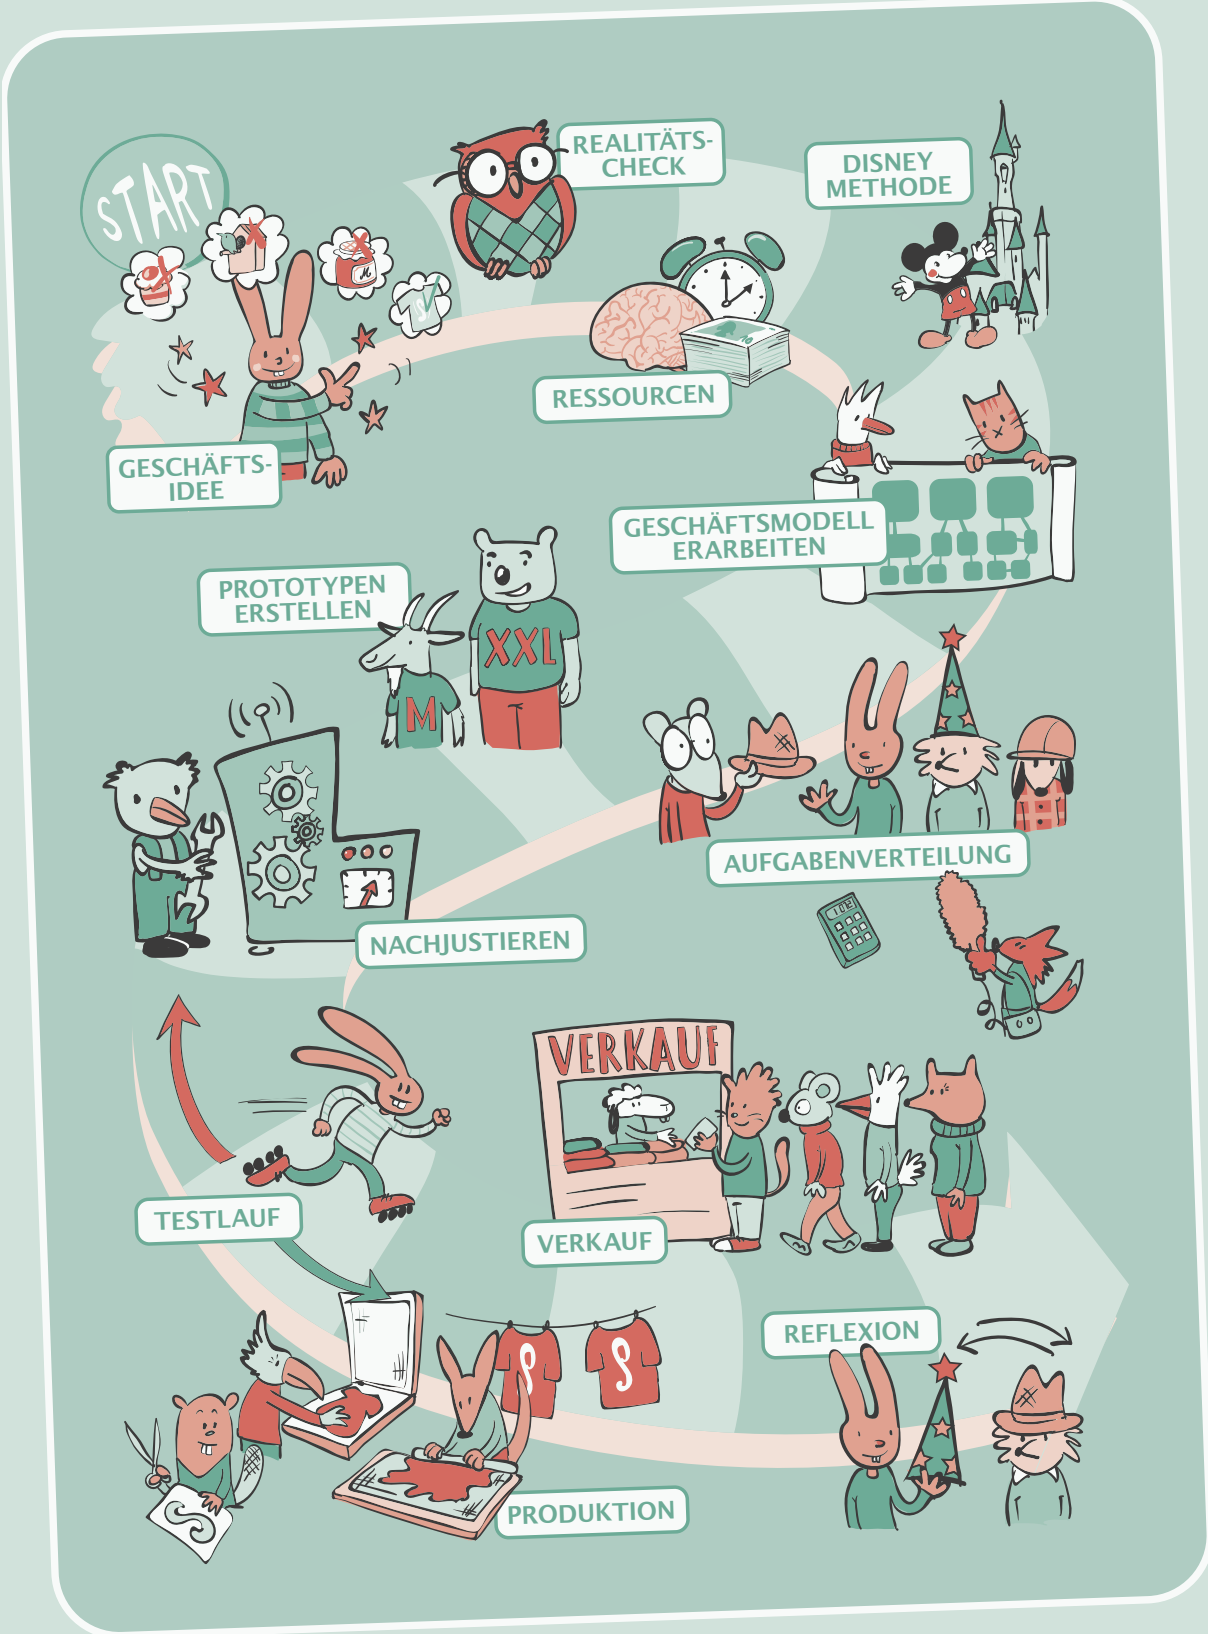 START
REALITÄTS-
CHECK
DISNEY
METHODE
M
S
10
RESSOURCEN
GESCHÄFTS-
IDEE
GESCHÄFTSMODELL
ERARBEITEN
PROTOTYPEN
ERSTELLEN
XXL
M
AUFGABENVERTEILUNG
NACHJUSTIEREN
VERKAUF
TESTLAUF
VERKAUF
REFLEXION
S
S
S
PRODUKTION